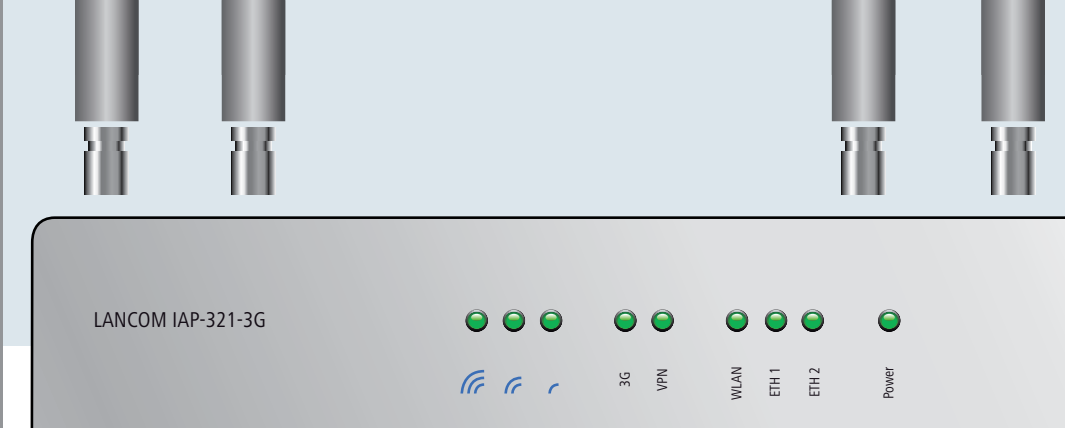 LANCOM IAP-321-3G
3G
VPN
WLAN
ETH 1
ETH 2
Power